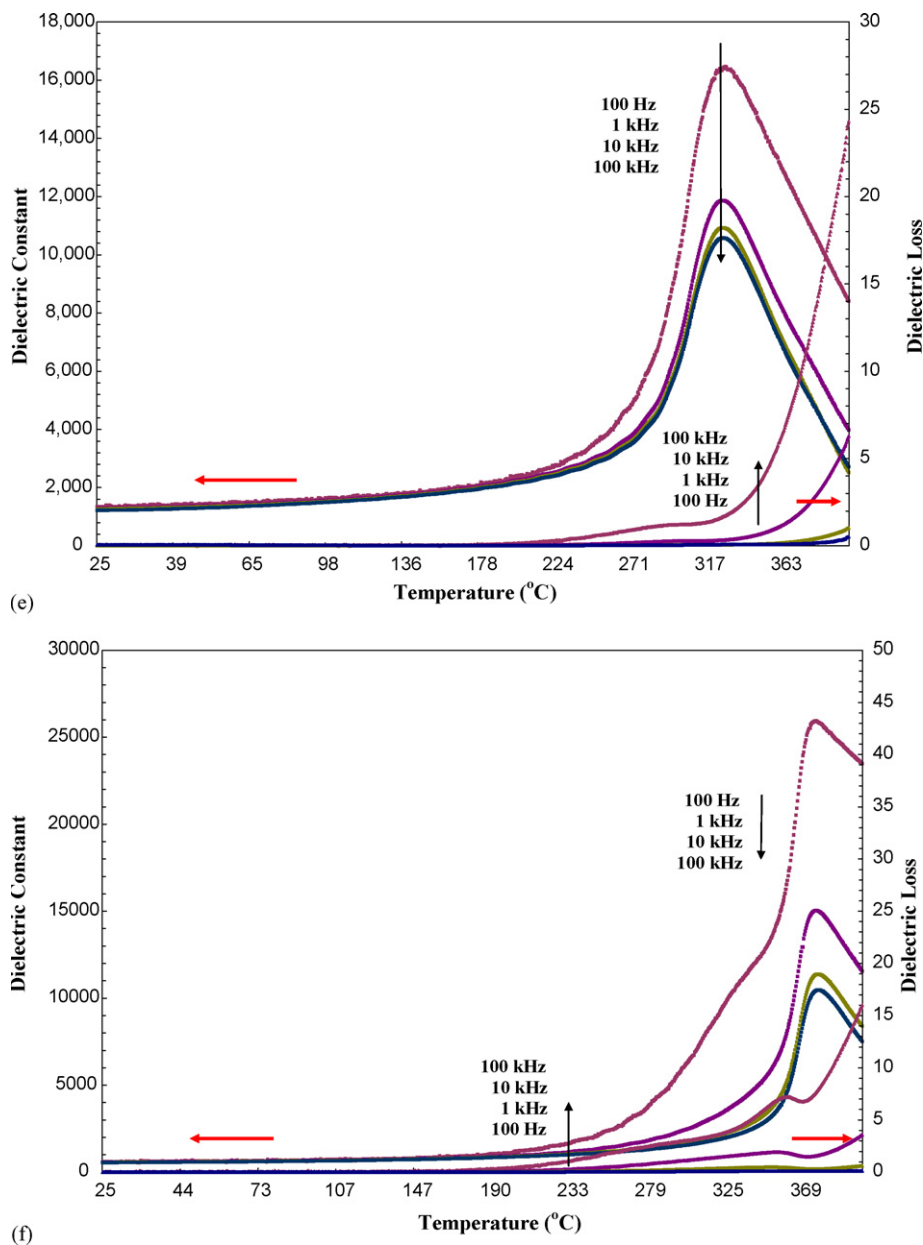 18,000
16,000
14,000
12,000
10,000
8,000
6,000
4,000
2,000
0
Dielectric Constant
30
25
20
15
10
5
0
Dielectric Loss
100 Hz
1 kHz
10 kHz
100 kHz
100 kHz
10 kHz
1 kHz
100 Hz
25 39 65 98 136 178 224 271 317 363
Temperature (°C)
(e)
30000
25000
20000
15000
10000
5000
0
Dielectric Constant
50
45
40
35
30
25
20
15
10
5
0
Dielectric Loss
100 Hz
1 kHz
10 kHz
100 kHz
100 kHz
10 kHz
1 kHz
100 Hz
25 44 73 107 147 190 233 279 325 369
Temperature (°C)
(f)